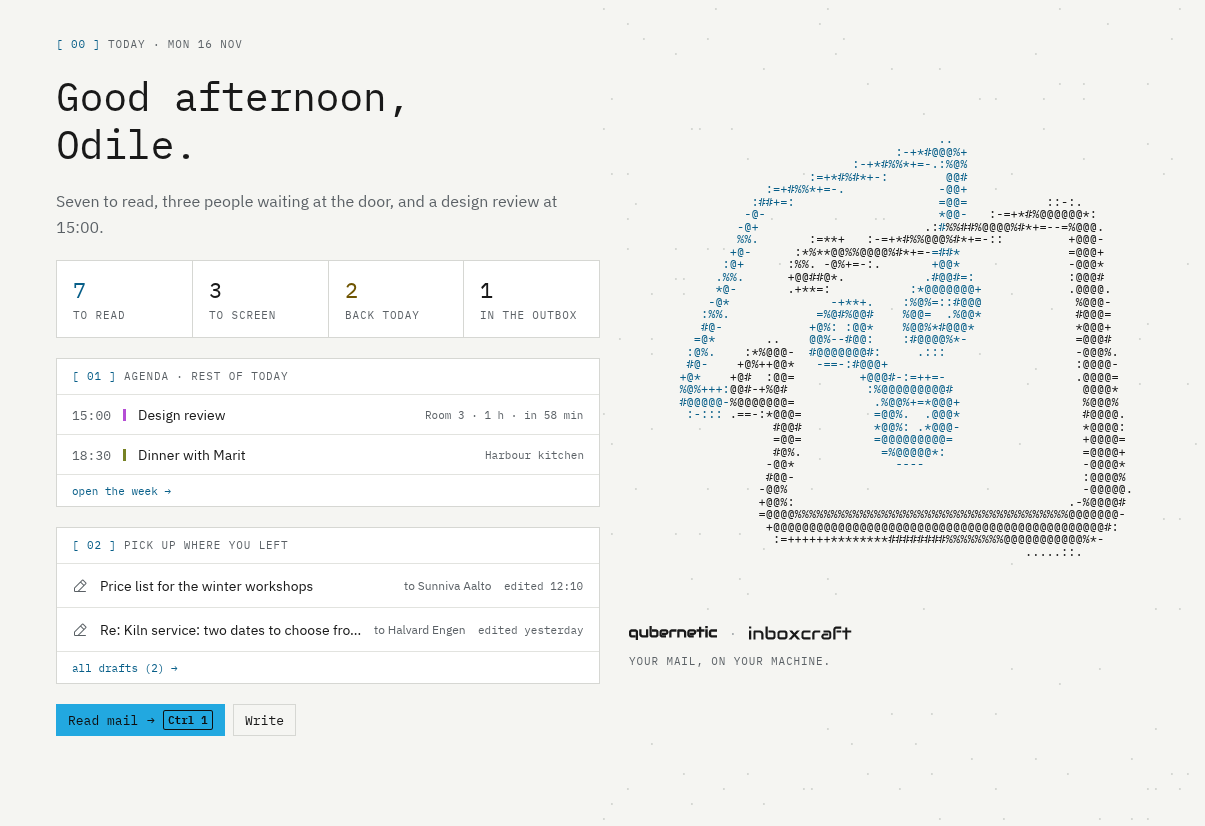 [ 00 ] TODAY · MON 16 NOV
Good afternoon,
Odile.
Seven to read, three people waiting at the door, and a design review at
15:00.
7
TO READ
3
TO SCREEN
2
BACK TODAY
1
IN THE OUTBOX
[ 01 ] AGENDA · REST OF TODAY
15:00 Design review Room 3 · 1 h · in 58 min
18:30 Dinner with Marit Harbour kitchen
open the week →
[ 02 ] PICK UP WHERE YOU LEFT
Price list for the winter workshops to Sunniva Aalto edited 12:10
Re: Kiln service: two dates to choose fro… to Halvard Engen edited yesterday
all drafts (2) →
Read mail → Ctrl 1 Write
qubernetic · inboxcraft
YOUR MAIL, ON YOUR MACHINE.